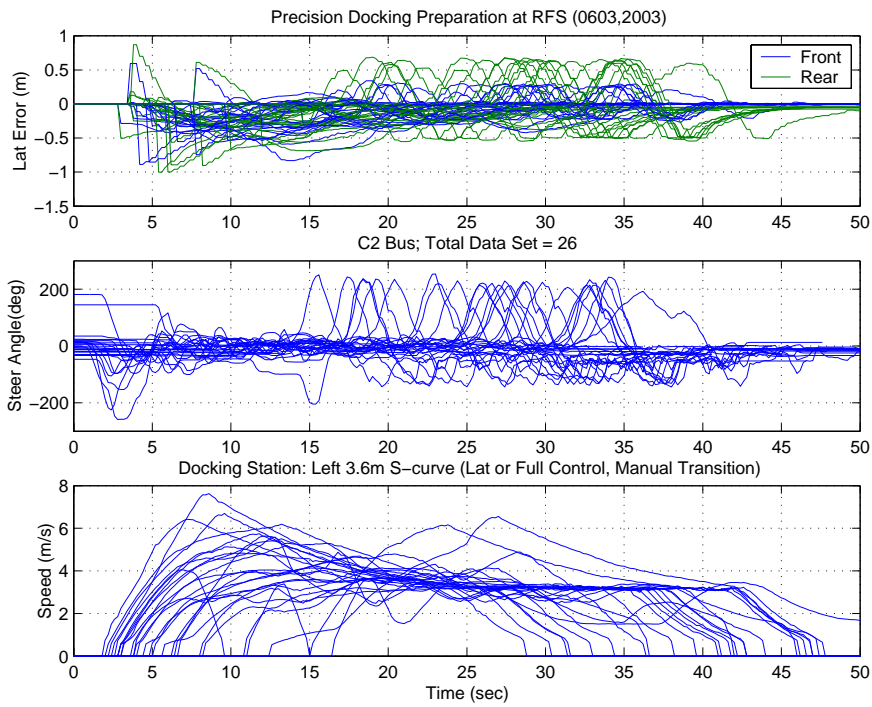 Precision Docking Preparation at RFS (0603,2003)
1
0.5
0
−0.5
−1
−1.5
Lat Error (m)
Front
Rear
0 5 10 15 20 25 30 35 40 45 50
C2 Bus; Total Data Set = 26
200
0
−200
Steer Angle(deg)
0 5 10 15 20 25 30 35 40 45 50
Docking Station: Left 3.6m S−curve (Lat or Full Control, Manual Transition)
8
6
4
2
0
Speed (m/s)
0 5 10 15 20 25 30 35 40 45 50
Time (sec)